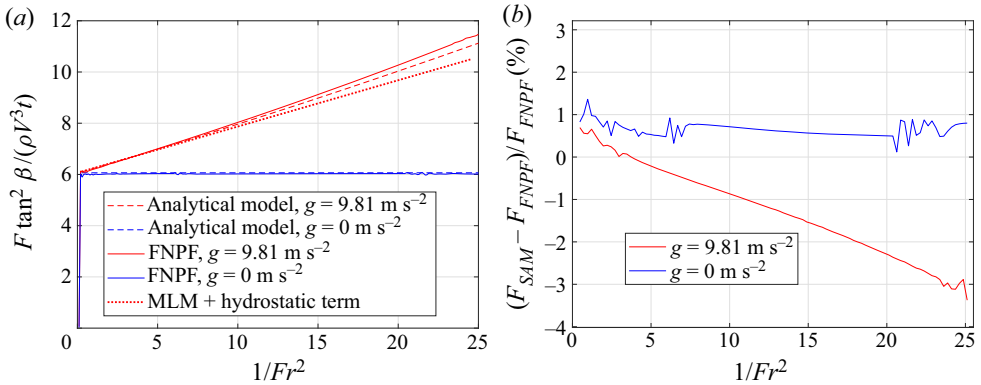 (a)
F tan² β/(ρV³t)
12
10
8
6
4
2
0
Analytical model, g = 9.81 m s⁻²
Analytical model, g = 0 m s⁻²
FNPF, g = 9.81 m s⁻²
FNPF, g = 0 m s⁻²
MLM + hydrostatic term
0 5 10 15 20 25
1/Fr²
(b)
(F_SAM – F_FNPF)/F_FNPF (%)
2
1
0
–1
–2
–3
–4
g = 9.81 m s⁻²
g = 0 m s⁻²
0 5 10 15 20 25
1/Fr²